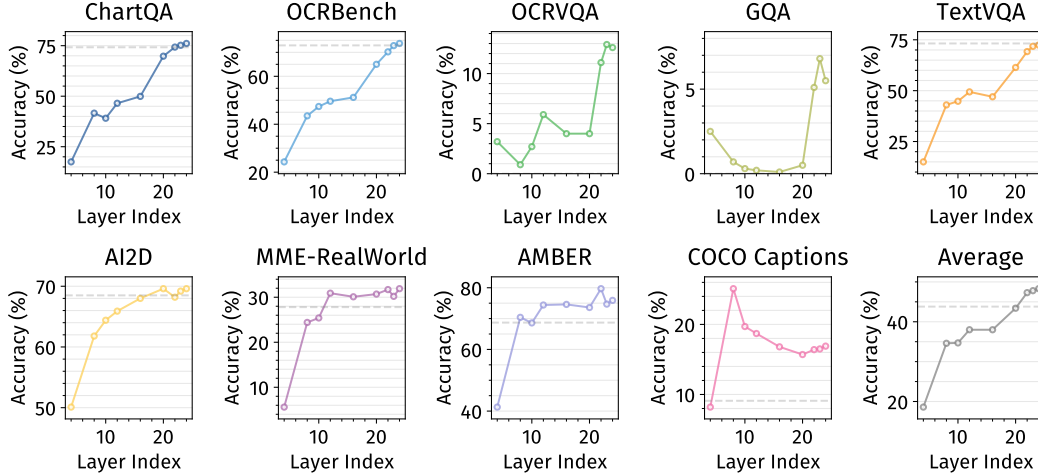 ChartQA
OCRBench
OCRVQA
GQA
TextVQA
Accuracy (%)
75
50
25
10
20
Layer Index
Accuracy (%)
60
40
20
10
20
Layer Index
Accuracy (%)
10
5
0
10
20
Layer Index
Accuracy (%)
5
0
10
20
Layer Index
Accuracy (%)
75
50
25
10
20
Layer Index
AI2D
MME-RealWorld
AMBER
COCO Captions
Average
Accuracy (%)
70
60
50
10
20
Layer Index
Accuracy (%)
30
20
10
10
20
Layer Index
Accuracy (%)
80
60
40
10
20
Layer Index
Accuracy (%)
20
10
10
20
Layer Index
Accuracy (%)
40
20
10
20
Layer Index